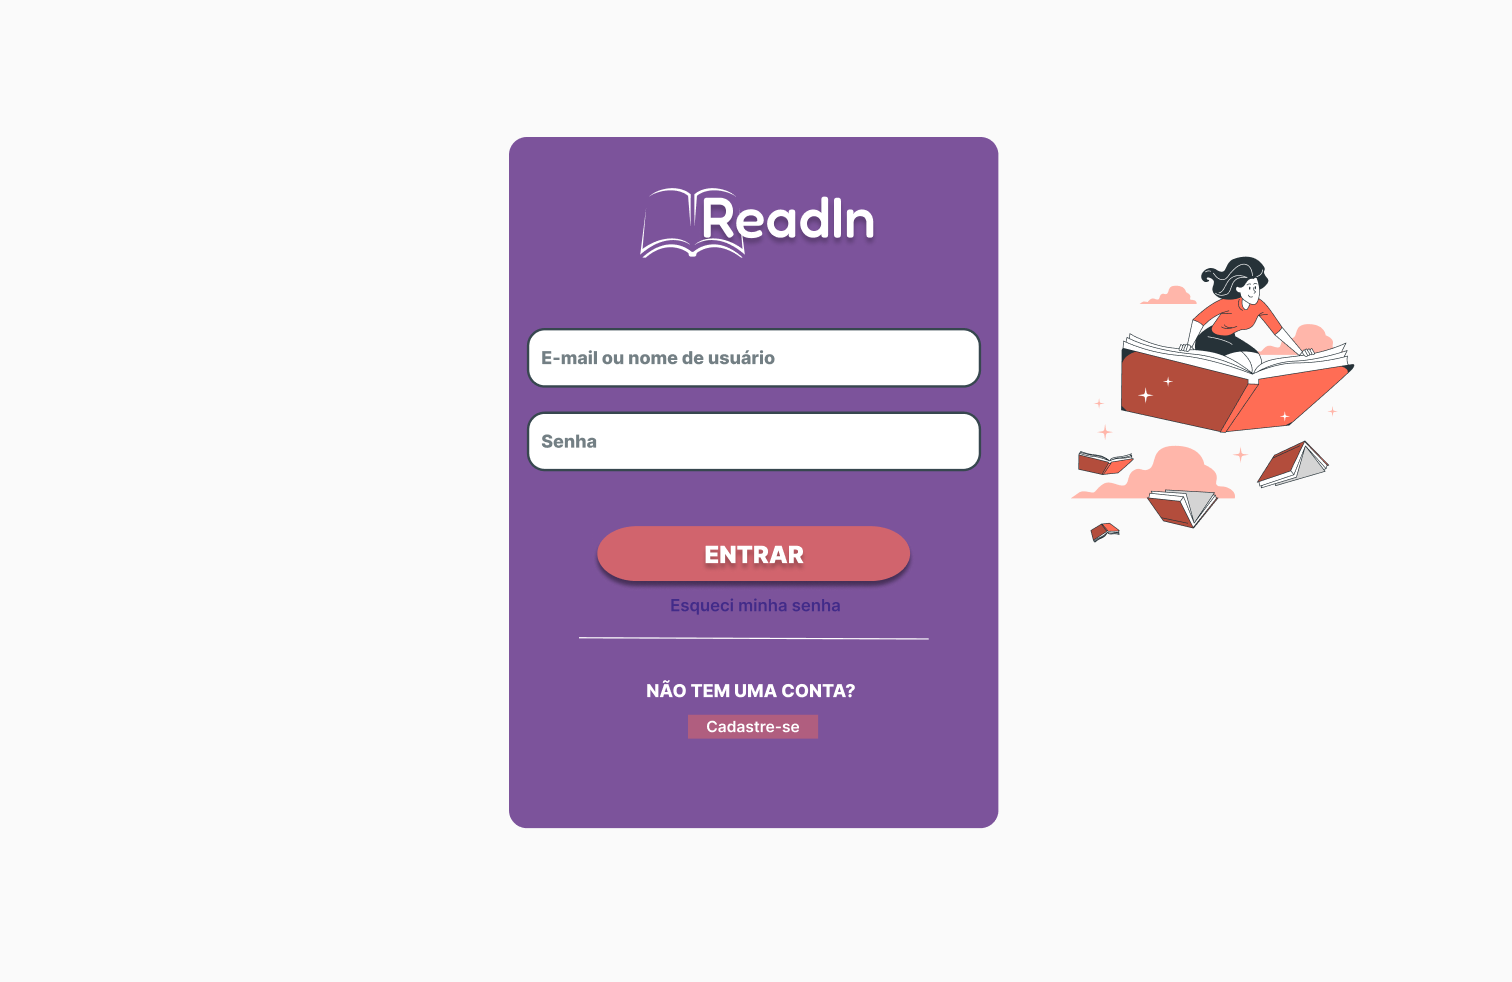 ReadIn
E-mail ou nome de usuário
Senha
ENTRAR
Esqueci minha senha
NÃO TEM UMA CONTA?
Cadastre-se